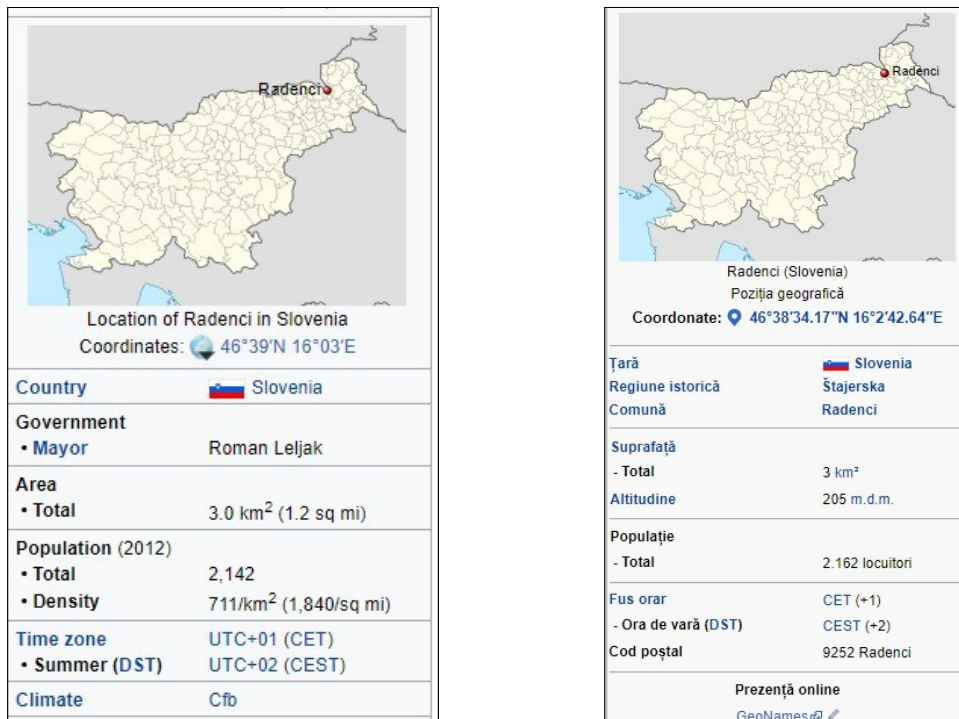 Radenci
Location of Radenci in Slovenia
Coordinates: 46°39′N 16°03′E
Country Slovenia
Government
• Mayor Roman Leljak
Area
• Total 3.0 km² (1.2 sq mi)
Population (2012)
• Total 2,142
• Density 711/km² (1,840/sq mi)
Time zone UTC+01 (CET)
• Summer (DST) UTC+02 (CEST)
Climate Cfb
Radenci
Radenci (Slovenia)
Poziția geografică
Coordonate: 46°38′34.17″N 16°2′42.64″E
Țară Slovenia
Regiune istorică Štajerska
Comună Radenci
Suprafață
- Total 3 km²
Altitudine 205 m.d.m.
Populație
- Total 2.162 locuitori
Fus orar CET (+1)
- Ora de vară (DST) CEST (+2)
Cod poștal 9252 Radenci
Prezență online
GeoNames